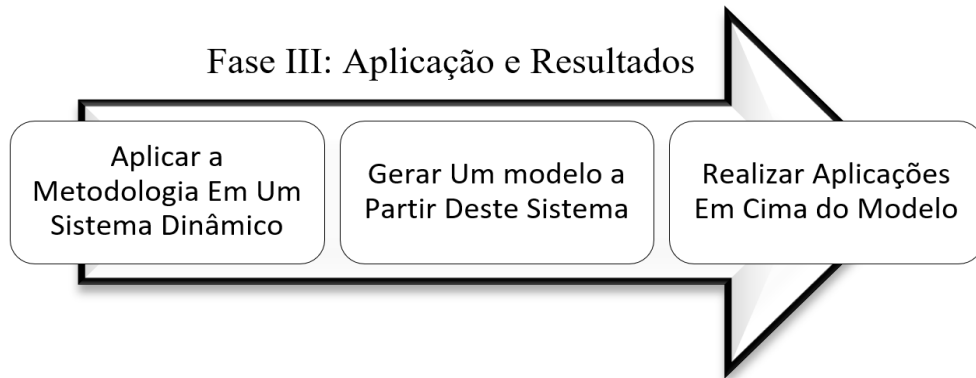 Fase III: Aplicação e Resultados
Aplicar a
Metodologia Em Um
Sistema Dinâmico
Gerar Um modelo a
Partir Deste Sistema
Realizar Aplicações
Em Cima do Modelo